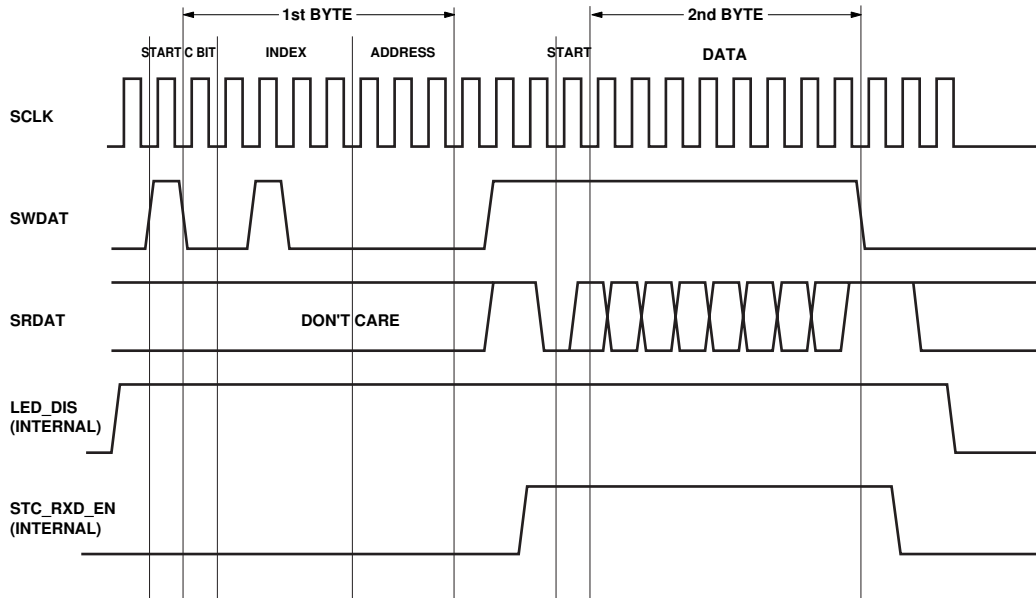 1st BYTE
2nd BYTE
START
C BIT
INDEX
ADDRESS
START
DATA
SCLK
SWDAT
SRDAT
DON'T CARE
LED_DIS
(INTERNAL)
STC_RXD_EN
(INTERNAL)